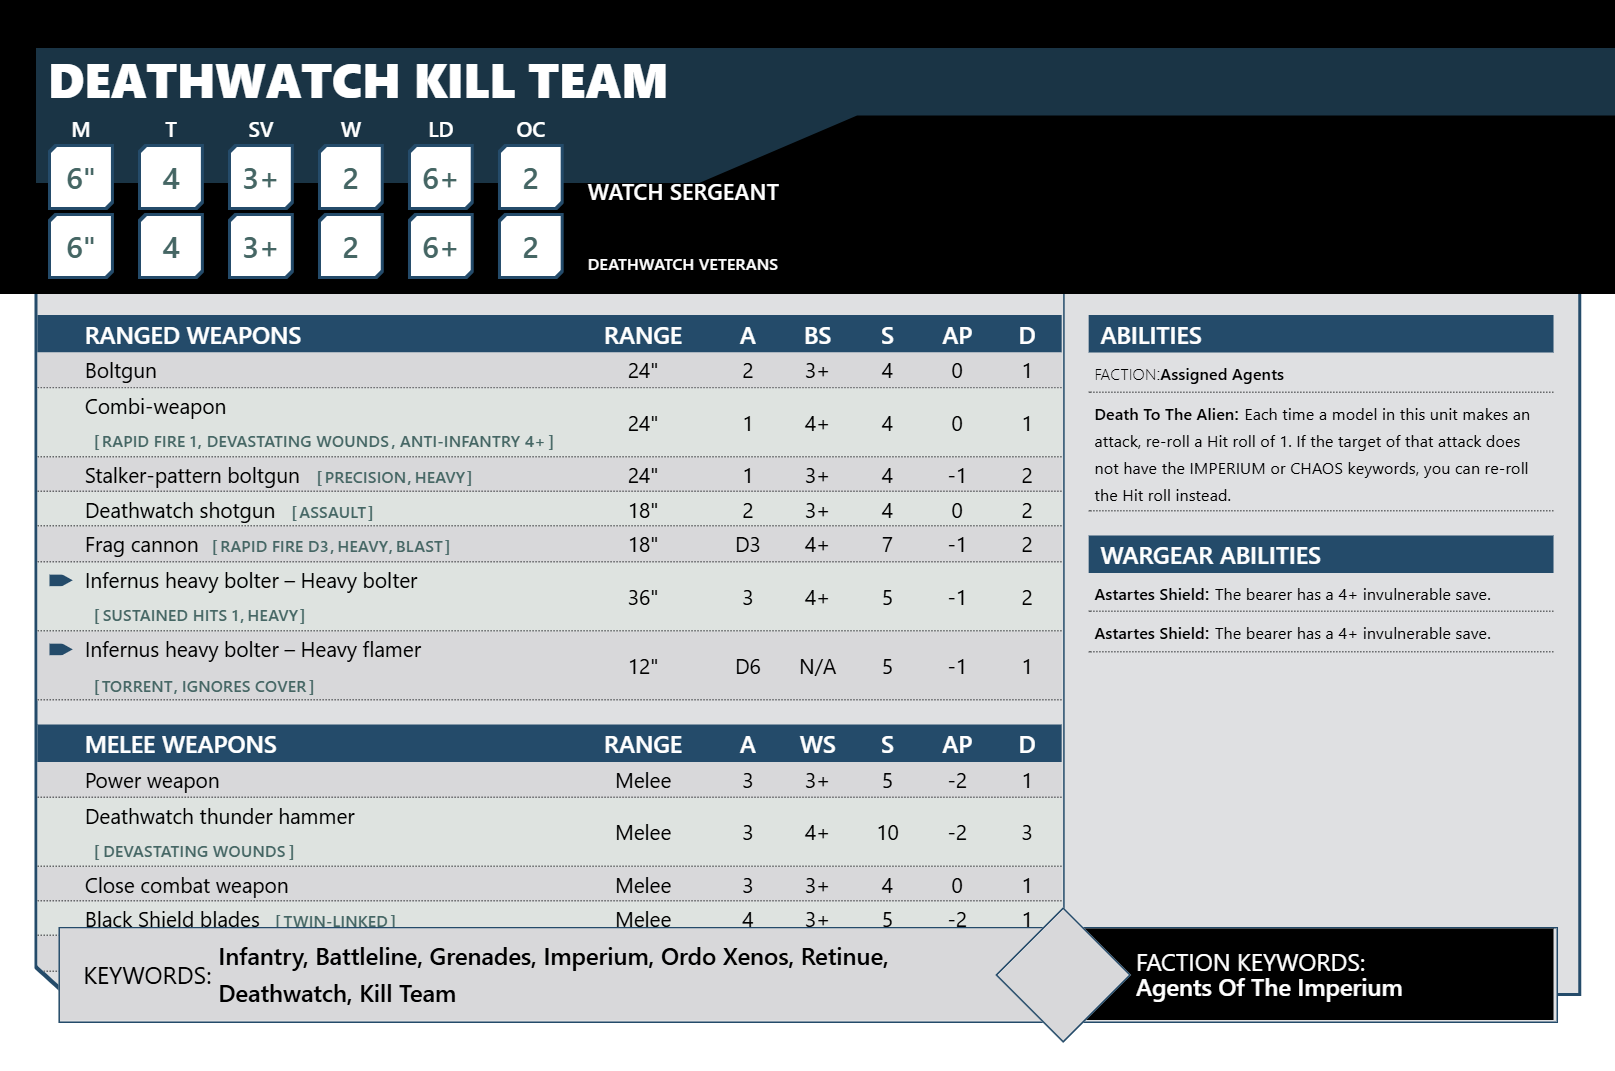 DEATHWATCH KILL TEAM
M T SV W LD OC
6" 4 3+ 2 6+ 2 WATCH SERGEANT
6" 4 3+ 2 6+ 2 DEATHWATCH VETERANS
RANGED WEAPONS RANGE A BS S AP D
Boltgun 24" 2 3+ 4 0 1
Combi-weapon 24" 1 4+ 4 0 1
[RAPID FIRE 1, DEVASTATING WOUNDS, ANTI-INFANTRY 4+]
Stalker-pattern boltgun [PRECISION, HEAVY] 24" 1 3+ 4 -1 2
Deathwatch shotgun [ASSAULT] 18" 2 3+ 4 0 2
Frag cannon [RAPID FIRE D3, HEAVY, BLAST] 18" D3 4+ 7 -1 2
Infernus heavy bolter – Heavy bolter 36" 3 4+ 5 -1 2
[SUSTAINED HITS 1, HEAVY]
Infernus heavy bolter – Heavy flamer 12" D6 N/A 5 -1 1
[TORRENT, IGNORES COVER]
MELEE WEAPONS RANGE A WS S AP D
Power weapon Melee 3 3+ 5 -2 1
Deathwatch thunder hammer Melee 3 4+ 10 -2 3
[DEVASTATING WOUNDS]
Close combat weapon Melee 3 3+ 4 0 1
Black Shield blades [TWIN-LINKED] Melee 4 3+ 5 -2 1
ABILITIES
FACTION:Assigned Agents
Death To The Alien: Each time a model in this unit makes an
attack, re-roll a Hit roll of 1. If the target of that attack does
not have the IMPERIUM or CHAOS keywords, you can re-roll
the Hit roll instead.
WARGEAR ABILITIES
Astartes Shield: The bearer has a 4+ invulnerable save.
Astartes Shield: The bearer has a 4+ invulnerable save.
KEYWORDS: Infantry, Battleline, Grenades, Imperium, Ordo Xenos, Retinue,
Deathwatch, Kill Team
FACTION KEYWORDS:
Agents Of The Imperium